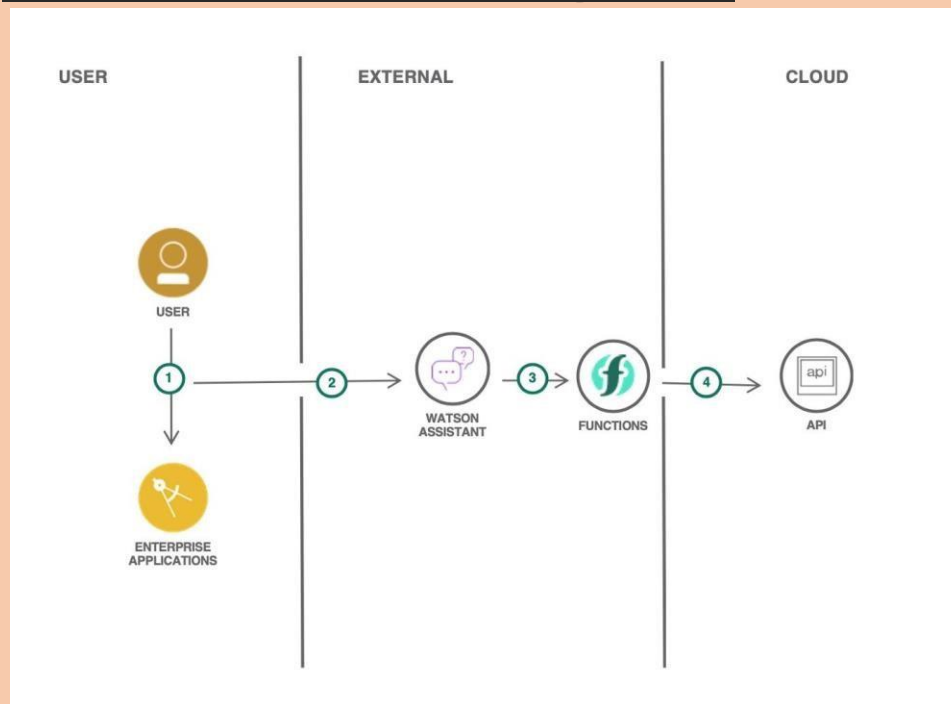 USER
EXTERNAL
CLOUD
USER
1
2
3
4
WATSON
ASSISTANT
?
...
FUNCTIONS
f
api
API
ENTERPRISE
APPLICATIONS